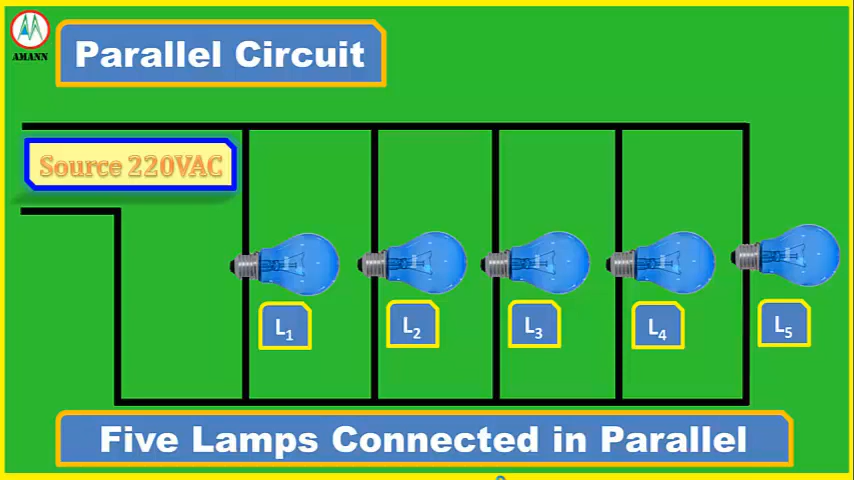 AMANN
Parallel Circuit
Source 220VAC
L1
L2
L3
L4
L5
Five Lamps Connected in Parallel